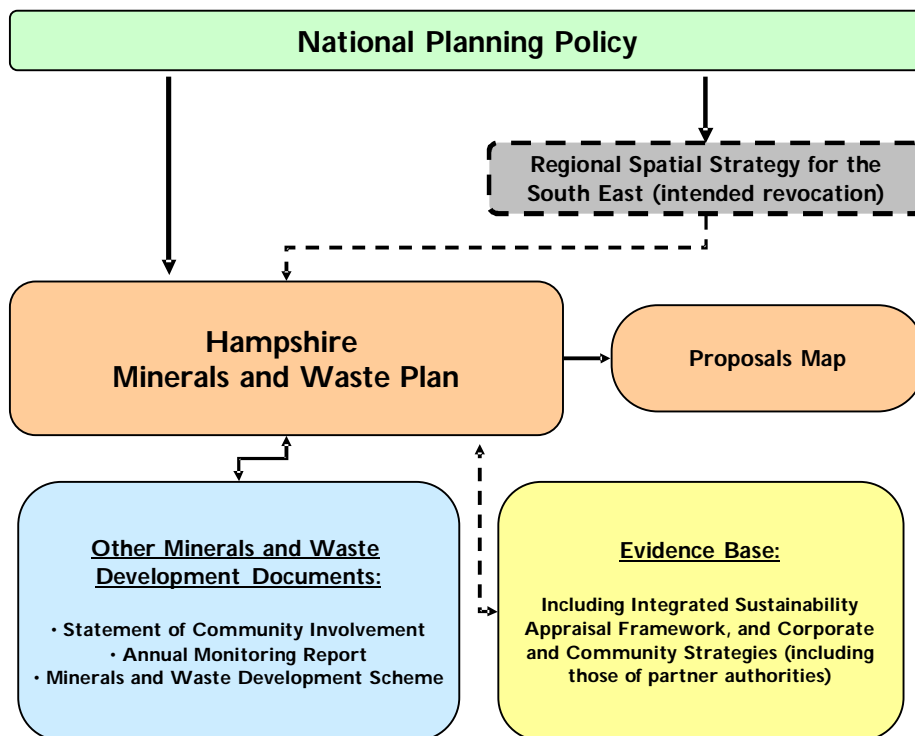 National Planning Policy
Regional Spatial Strategy for the
South East (intended revocation)
Hampshire
Minerals and Waste Plan
Proposals Map
Other Minerals and Waste
Development Documents:
• Statement of Community Involvement
• Annual Monitoring Report
• Minerals and Waste Development Scheme
Evidence Base:
Including Integrated Sustainability
Appraisal Framework, and Corporate
and Community Strategies (including
those of partner authorities)